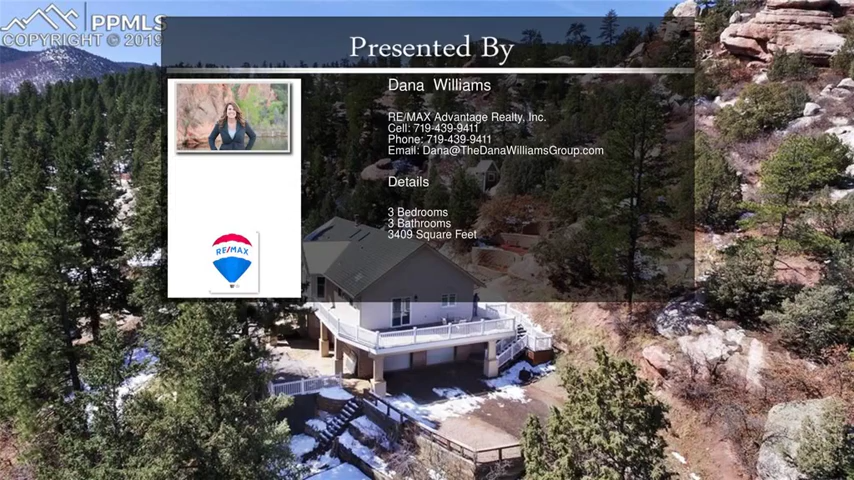 PPMLS
COPYRIGHT © 2019
Presented By
Dana Williams
RE/MAX Advantage Realty, Inc.
Cell: 719-439-9411
Phone: 719-439-9411
Email: Dana@TheDanaWilliamsGroup.com
Details
3 Bedrooms
3 Bathrooms
3409 Square Feet
RE/MAX